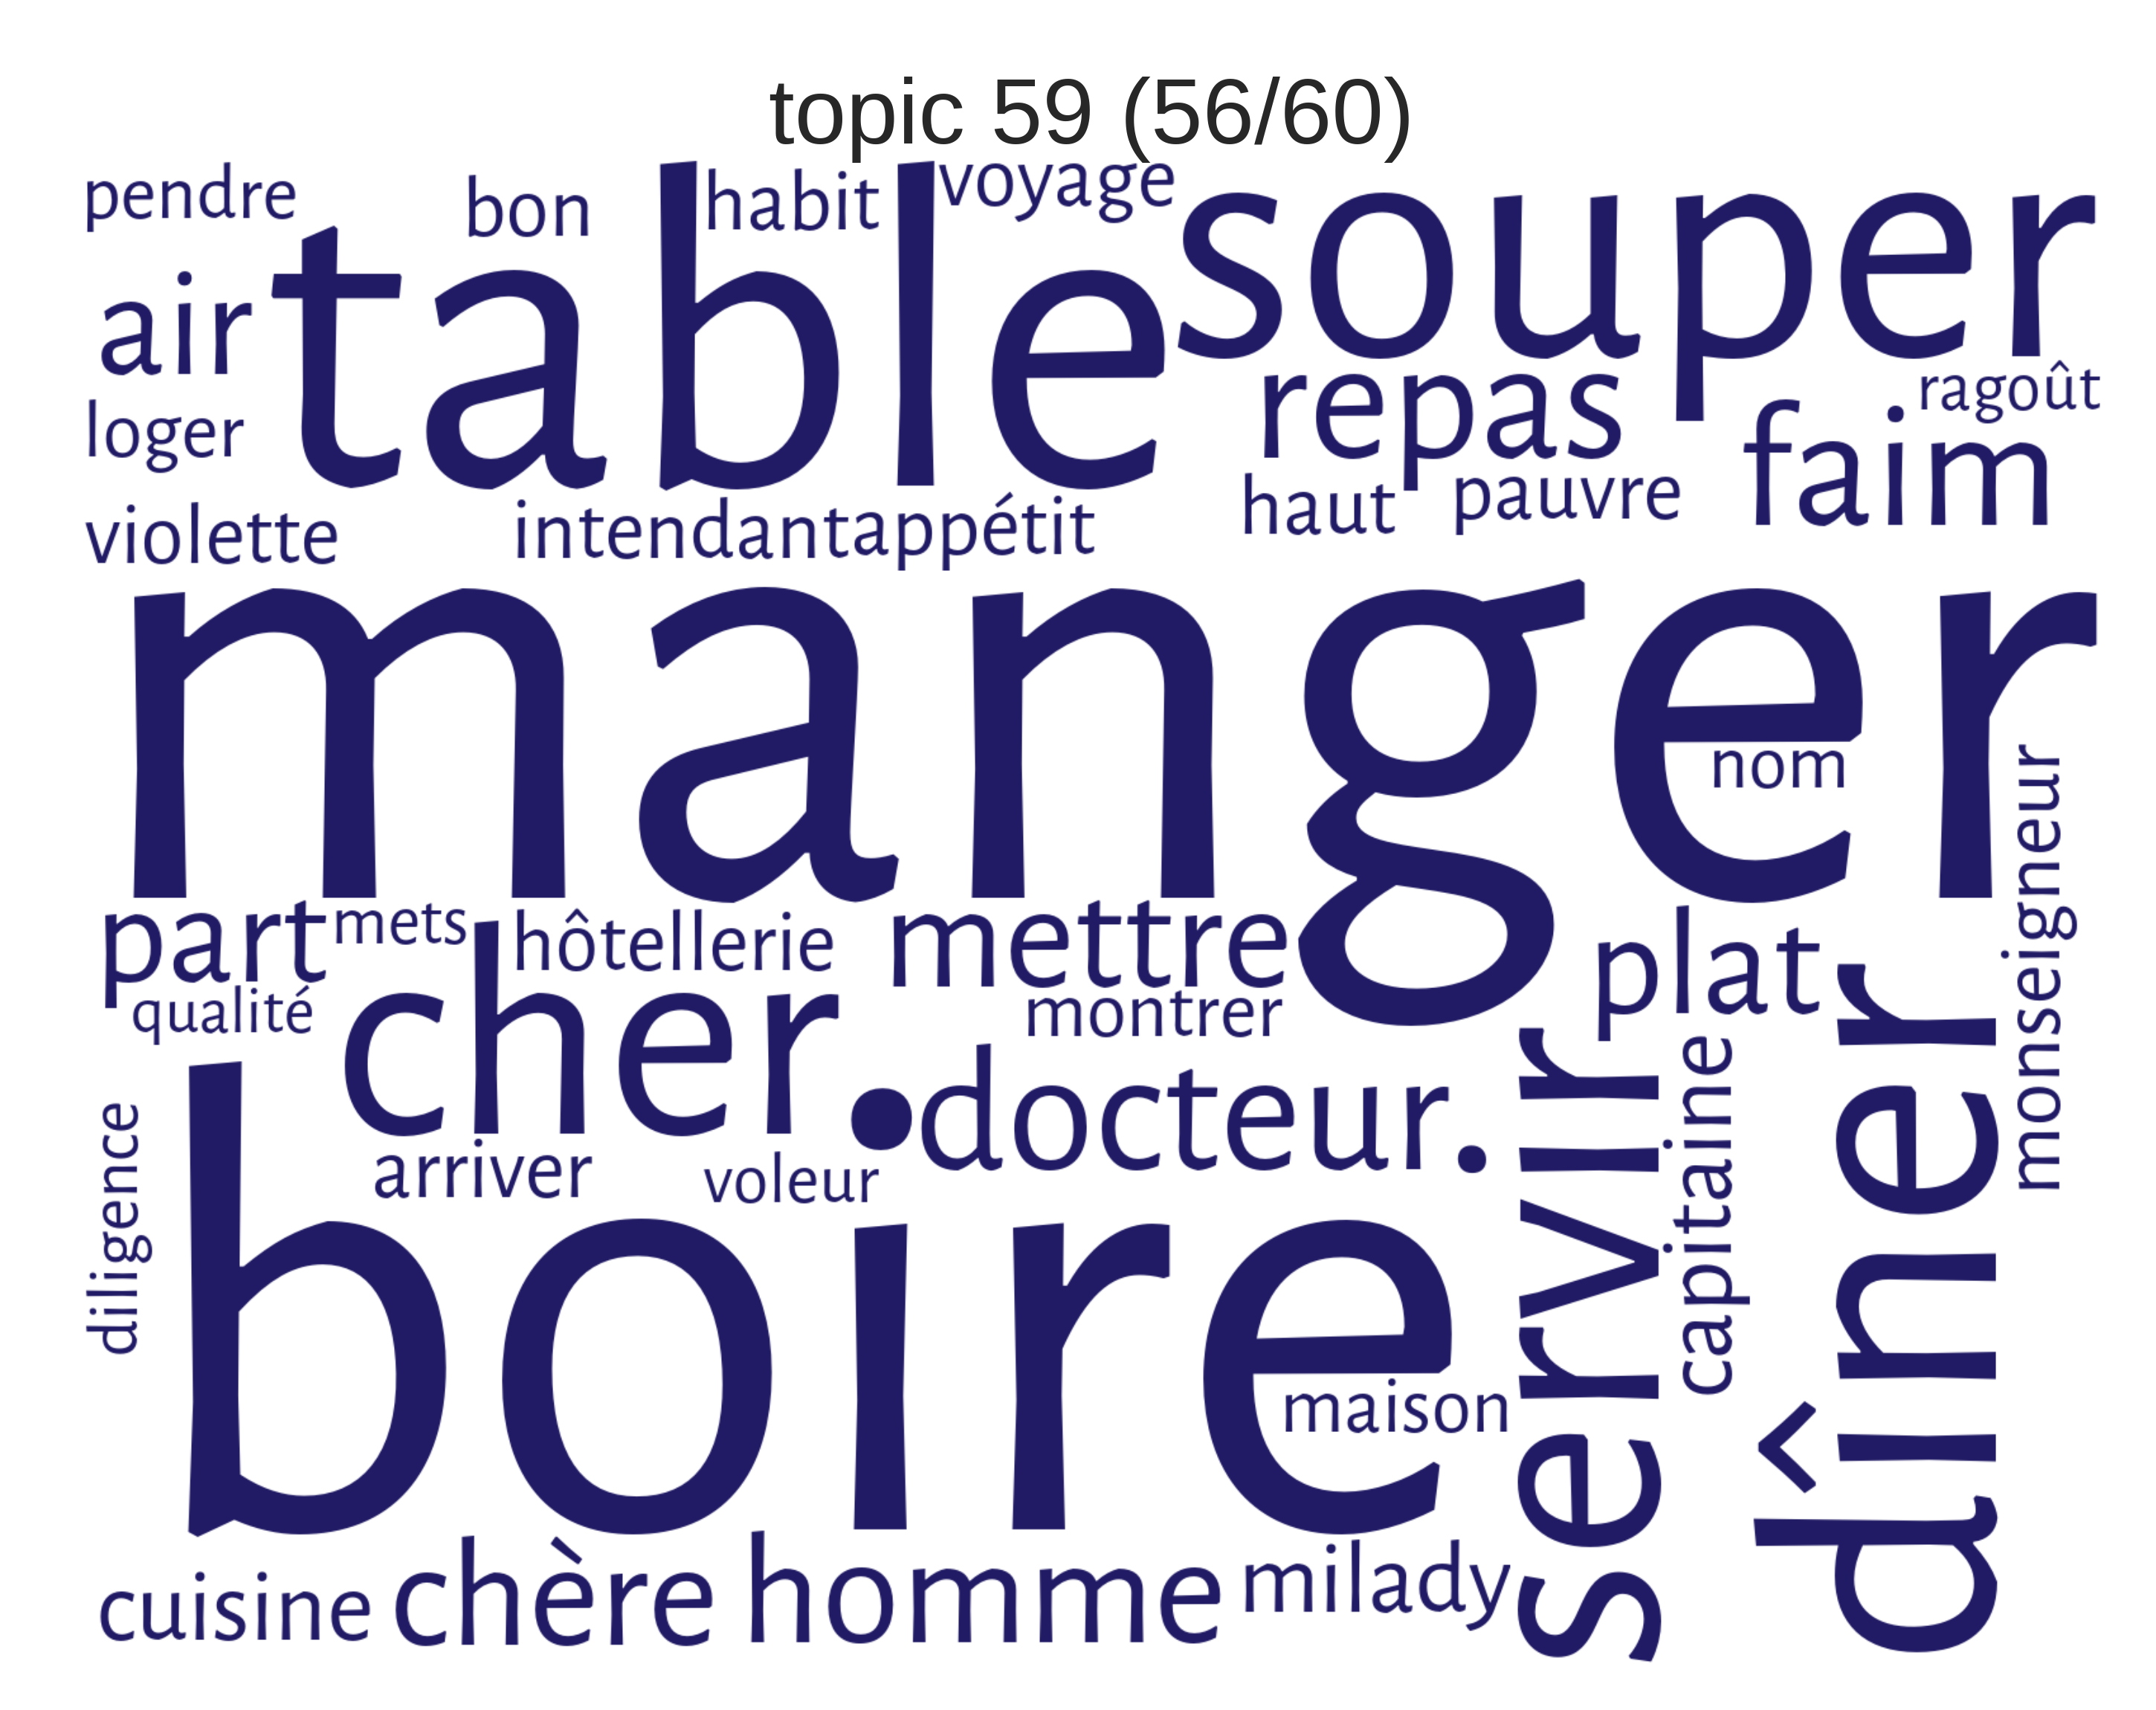 topic 59 (56/60)
pendre
bon
habit
voyage
souper
air
table
repas
ragoût
loger
faim
violette
intendant
appétit
haut
pauvre
manger
nom
monseigneur
part
mets
hôtellerie
mettre
plat
qualité
cher.
montrer
docteur.
servir
capitaine
dîner
diligence
arriver
voleur
boire
maison
cuisine
chère
homme
milady